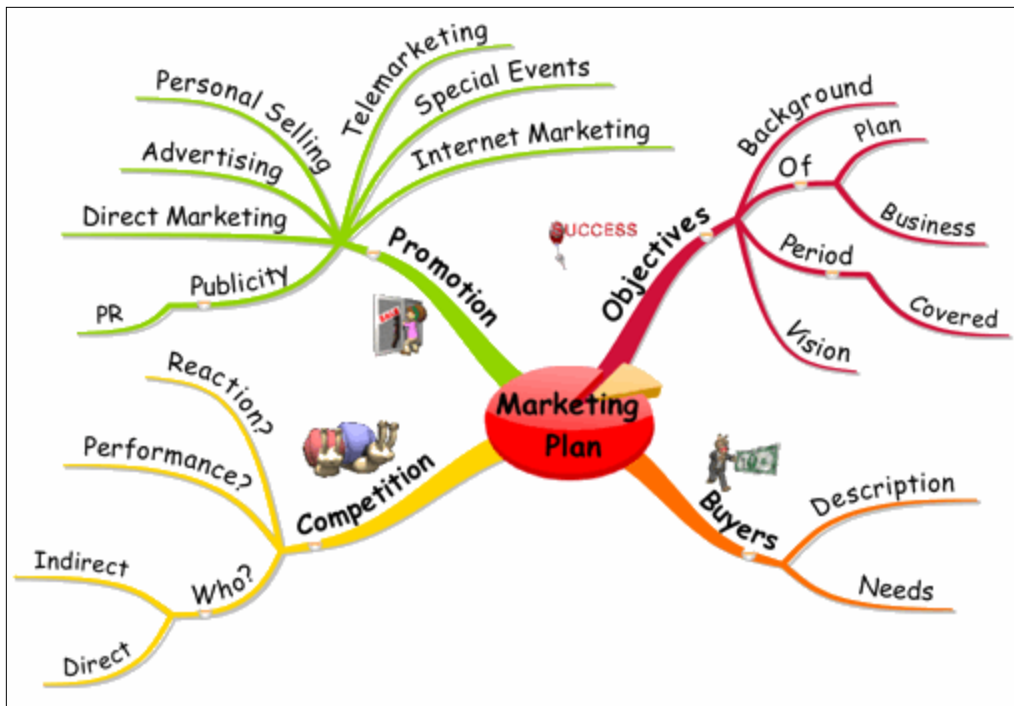 Marketing
Plan
Objectives
Background
Of
Plan
Business
Period
Covered
Vision
SUCCESS
Buyers
Description
Needs
Competition
Who?
Direct
Indirect
Performance?
Reaction?
Promotion
SALE
Publicity
PR
Direct Marketing
Advertising
Personal Selling
Telemarketing
Special Events
Internet Marketing